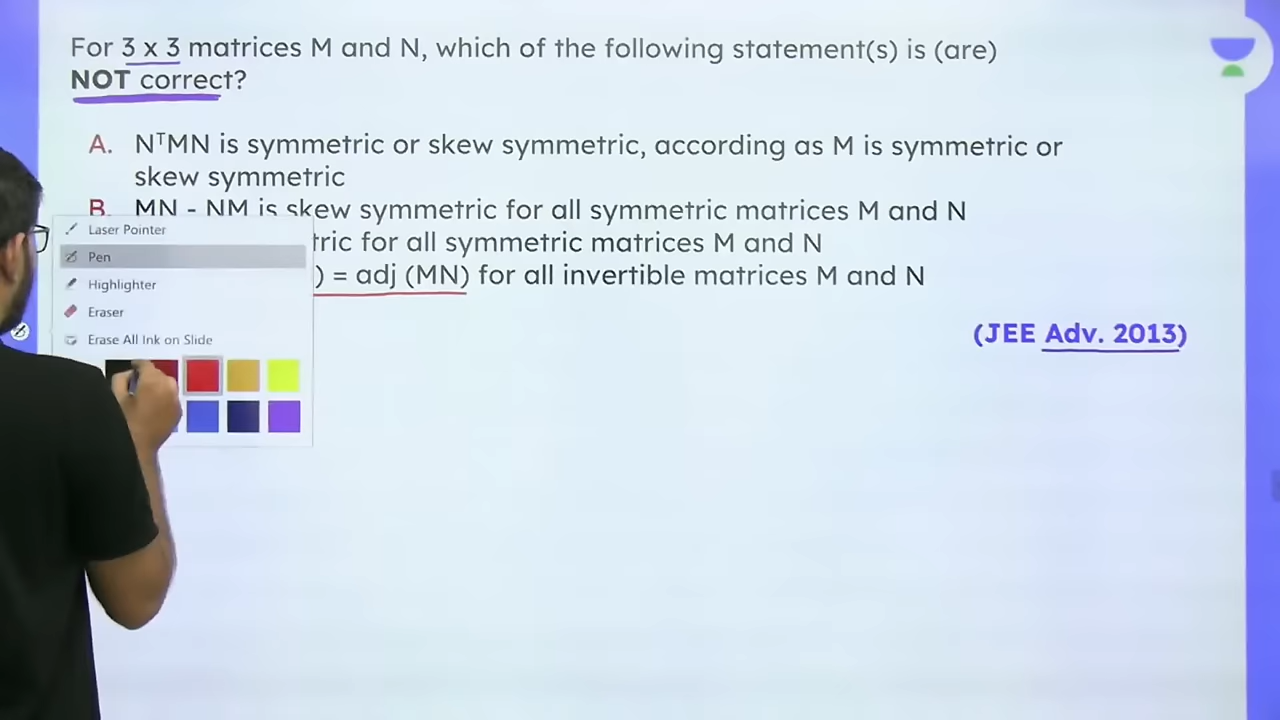 For 3 x 3 matrices M and N, which of the following statement(s) is (are)
NOT correct?
A. NᵀMN is symmetric or skew symmetric, according as M is symmetric or
skew symmetric
B. MN - NM is skew symmetric for all symmetric matrices M and N
tric for all symmetric matrices M and N
) = adj (MN) for all invertible matrices M and N
(JEE Adv. 2013)
Laser Pointer
Pen
Highlighter
Eraser
Erase All Ink on Slide